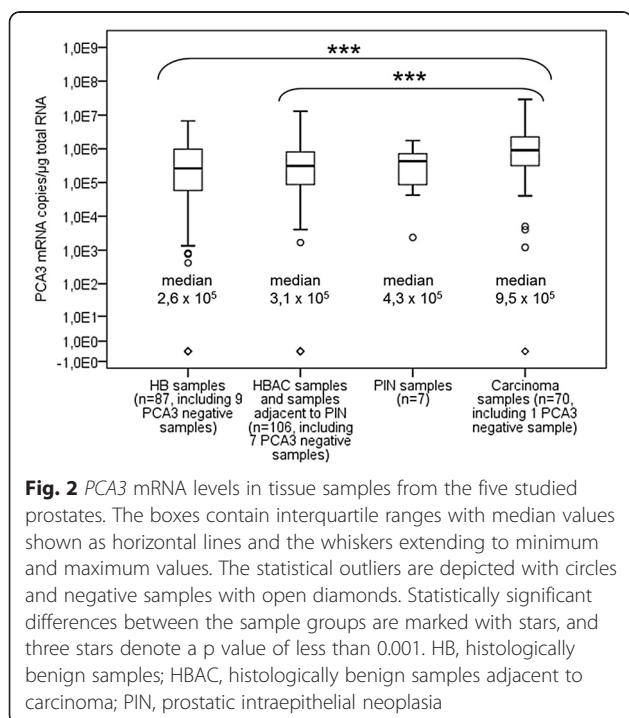 1,0E9
1,0E8
1,0E7
1,0E6
1,0E5
1,0E4
1,0E3
1,0E2
1,0E1
1,0E0
-1,0E0
PCA3 mRNA copies/µg total RNA
***
***
median
2,6 x 10⁵
median
3,1 x 10⁵
median
4,3 x 10⁵
median
9,5 x 10⁵
HB samples
(n=87, including 9
PCA3 negative
samples)
HBAC samples
and samples
adjacent to PIN
(n=106, including
7 PCA3 negative
samples)
PIN samples
(n=7)
Carcinoma
samples (n=70,
including 1 PCA3
negative sample)
Fig. 2 PCA3 mRNA levels in tissue samples from the five studied
prostates. The boxes contain interquartile ranges with median values
shown as horizontal lines and the whiskers extending to minimum
and maximum values. The statistical outliers are depicted with circles
and negative samples with open diamonds. Statistically significant
differences between the sample groups are marked with stars, and
three stars denote a p value of less than 0.001. HB, histologically
benign samples; HBAC, histologically benign samples adjacent to
carcinoma; PIN, prostatic intraepithelial neoplasia